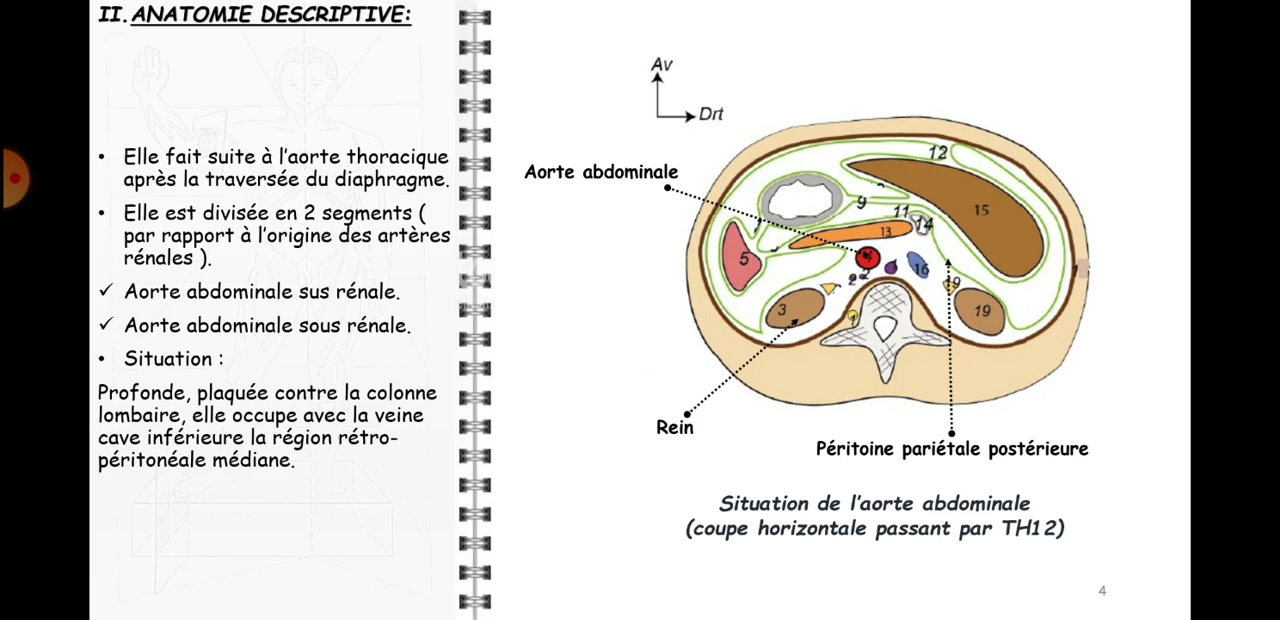 II. ANATOMIE DESCRIPTIVE:
• Elle fait suite à l'aorte thoracique
après la traversée du diaphragme.
• Elle est divisée en 2 segments (
par rapport à l'origine des artères
rénales ).
✓ Aorte abdominale sus rénale.
✓ Aorte abdominale sous rénale.
• Situation :
Profonde, plaquée contre la colonne
lombaire, elle occupe avec la veine
cave inférieure la région rétro-
péritonéale médiane.
Av
Drt
Aorte abdominale
12
9
11
14
15
13
5
4
16
2
19
3
1
19
Rein
Péritoine pariétale postérieure
Situation de l'aorte abdominale
(coupe horizontale passant par TH12)
4